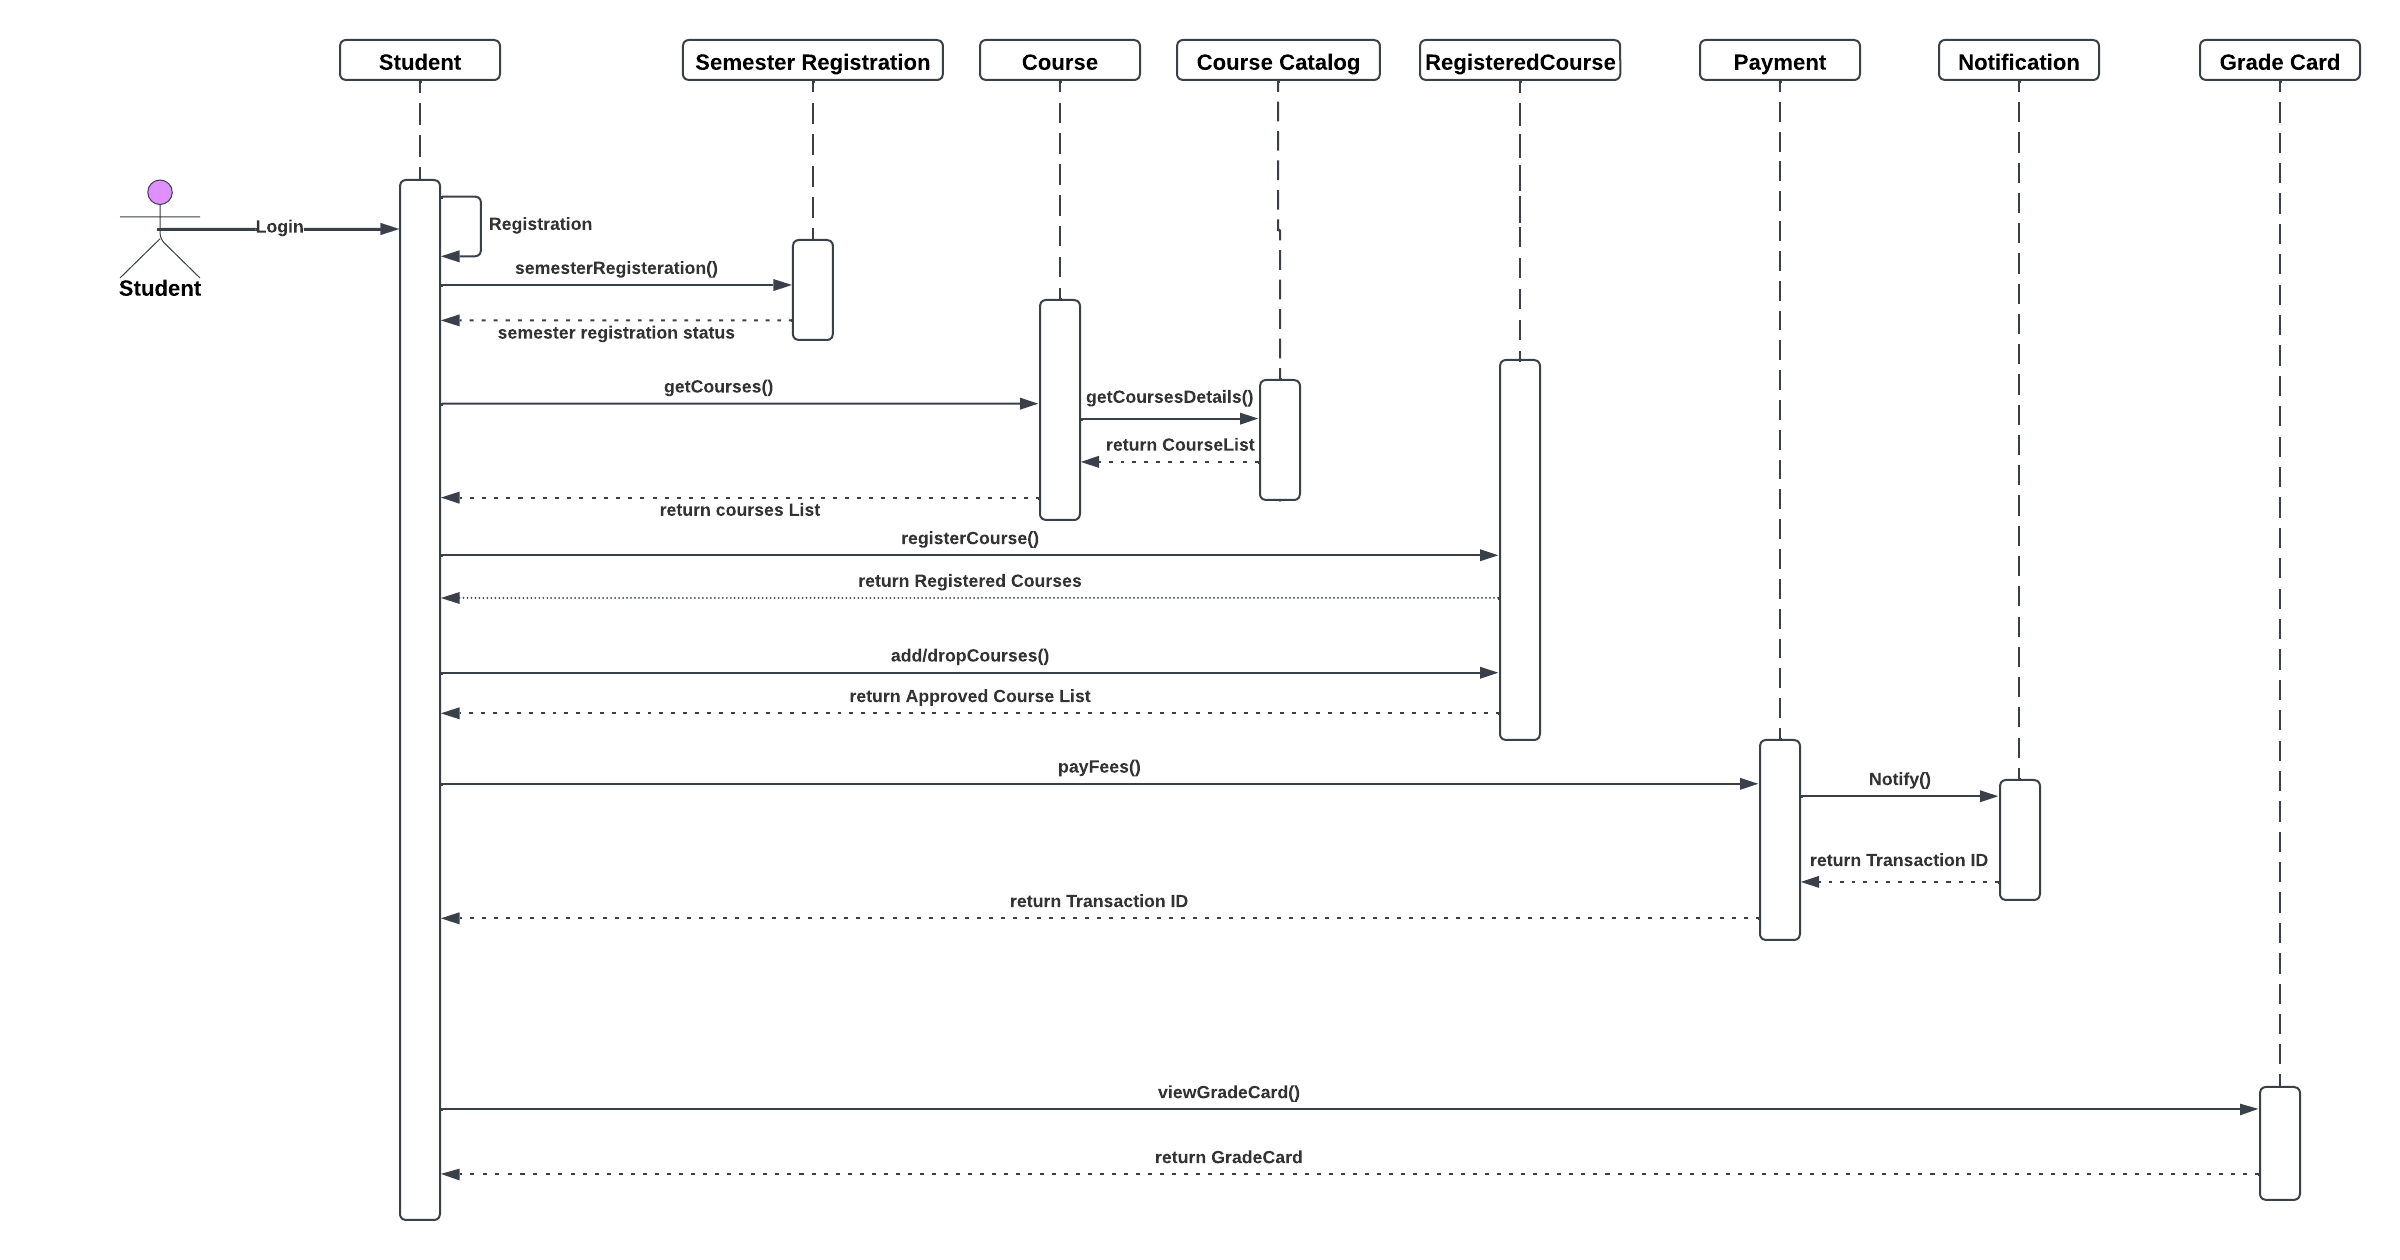 Student
Semester Registration
Course
Course Catalog
RegisteredCourse
Payment
Notification
Grade Card
Login
Registration
Student
semesterRegisteration()
semester registration status
getCourses()
getCoursesDetails()
return CourseList
return courses List
registerCourse()
return Registered Courses
add/dropCourses()
return Approved Course List
payFees()
Notify()
return Transaction ID
return Transaction ID
viewGradeCard()
return GradeCard